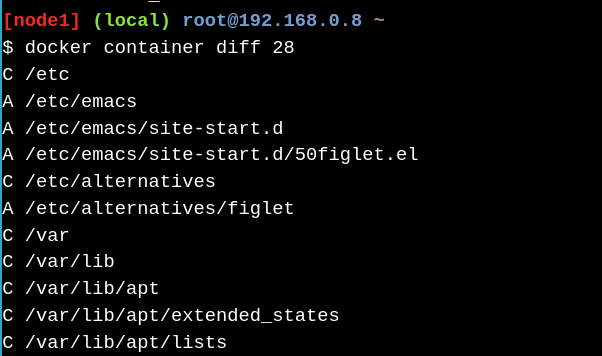 [node1] (local) root@192.168.0.8 ~
$ docker container diff 28
C /etc
A /etc/emacs
A /etc/emacs/site-start.d
A /etc/emacs/site-start.d/50figlet.el
C /etc/alternatives
A /etc/alternatives/figlet
C /var
C /var/lib
C /var/lib/apt
C /var/lib/apt/extended_states
C /var/lib/apt/lists